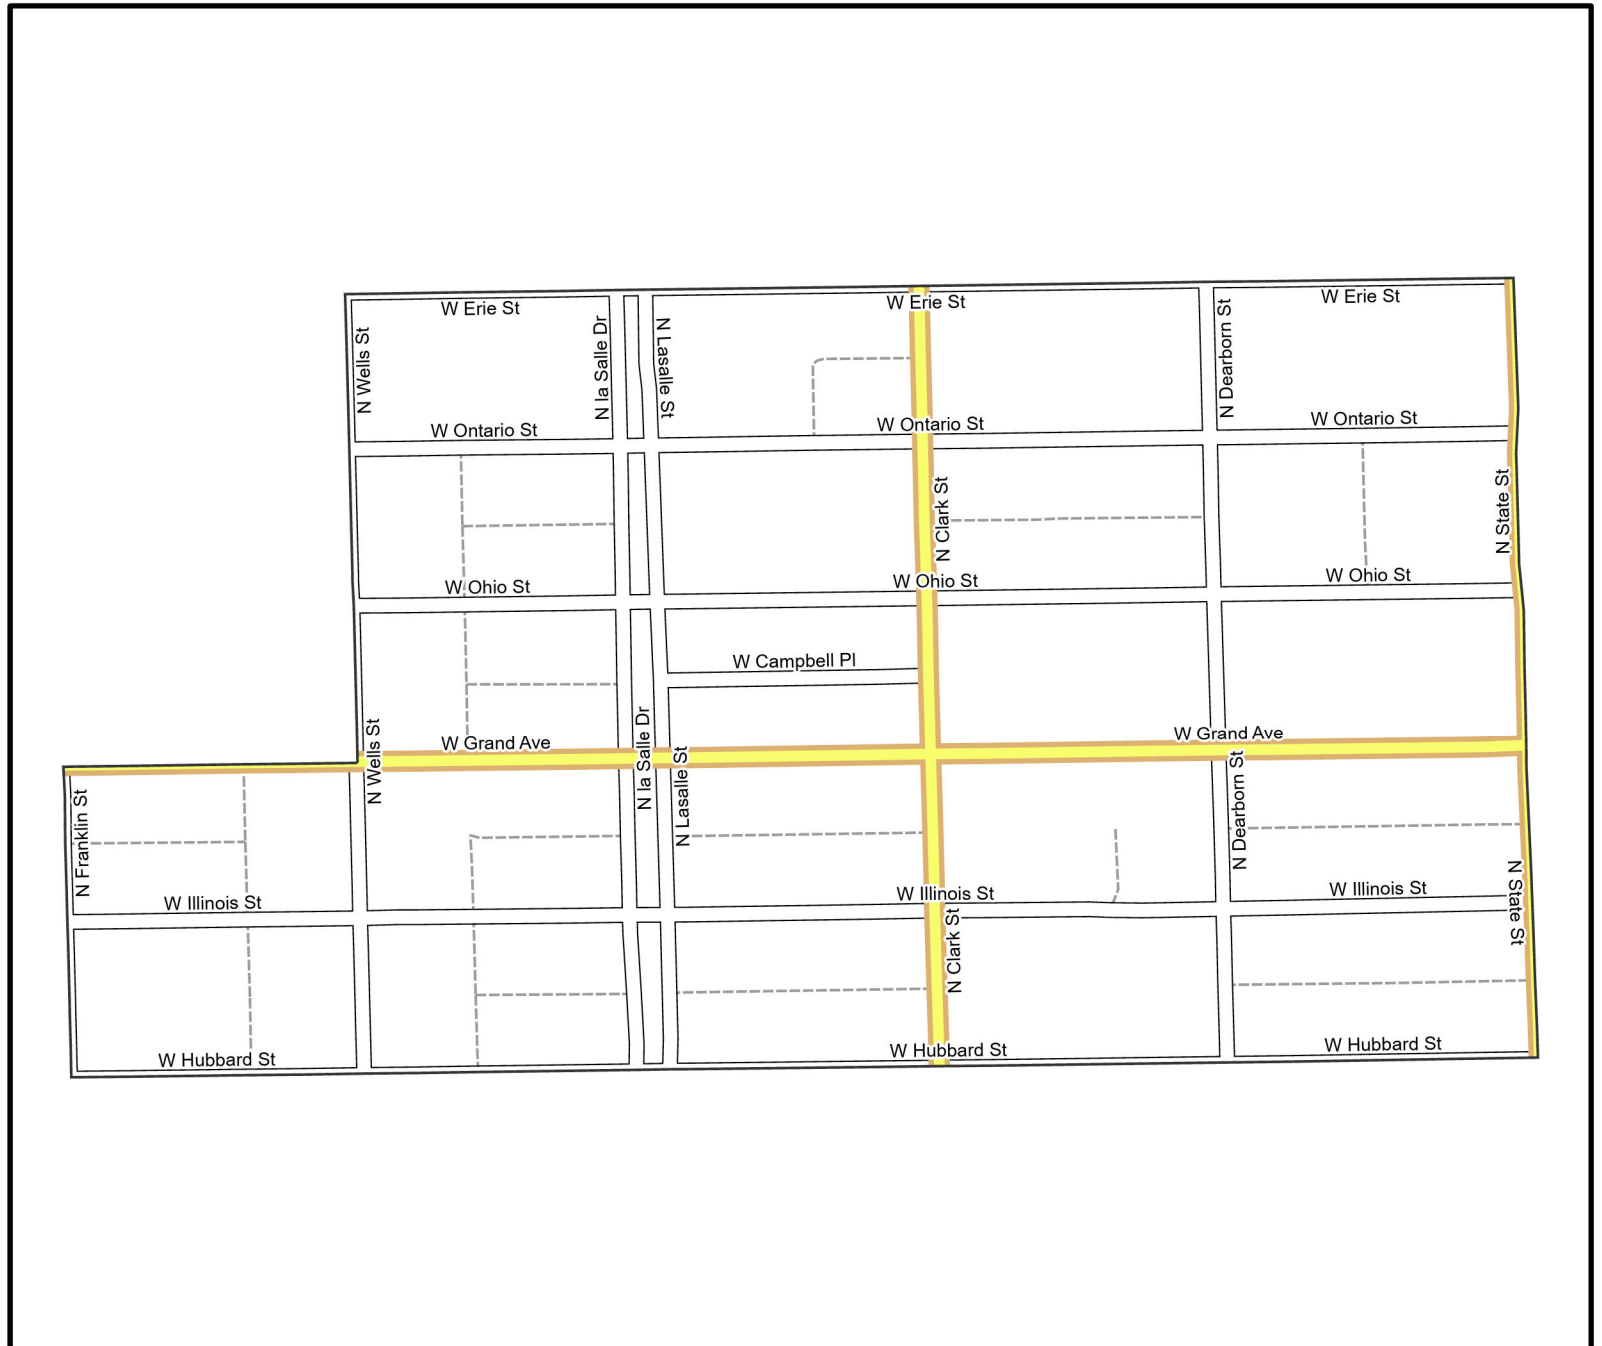 W Erie St
W Erie St
W Erie St
N Wells St
N la Salle Dr
N Lasalle St
N Dearborn St
W Ontario St
W Ontario St
W Ontario St
N Clark St
N State St
W Ohio St
W Ohio St
W Ohio St
W Campbell Pl
W Grand Ave
W Grand Ave
N Wells St
N la Salle Dr
N Lasalle St
N Dearborn St
N Franklin St
W Illinois St
W Illinois St
W Illinois St
N Clark St
N State St
W Hubbard St
W Hubbard St
W Hubbard St